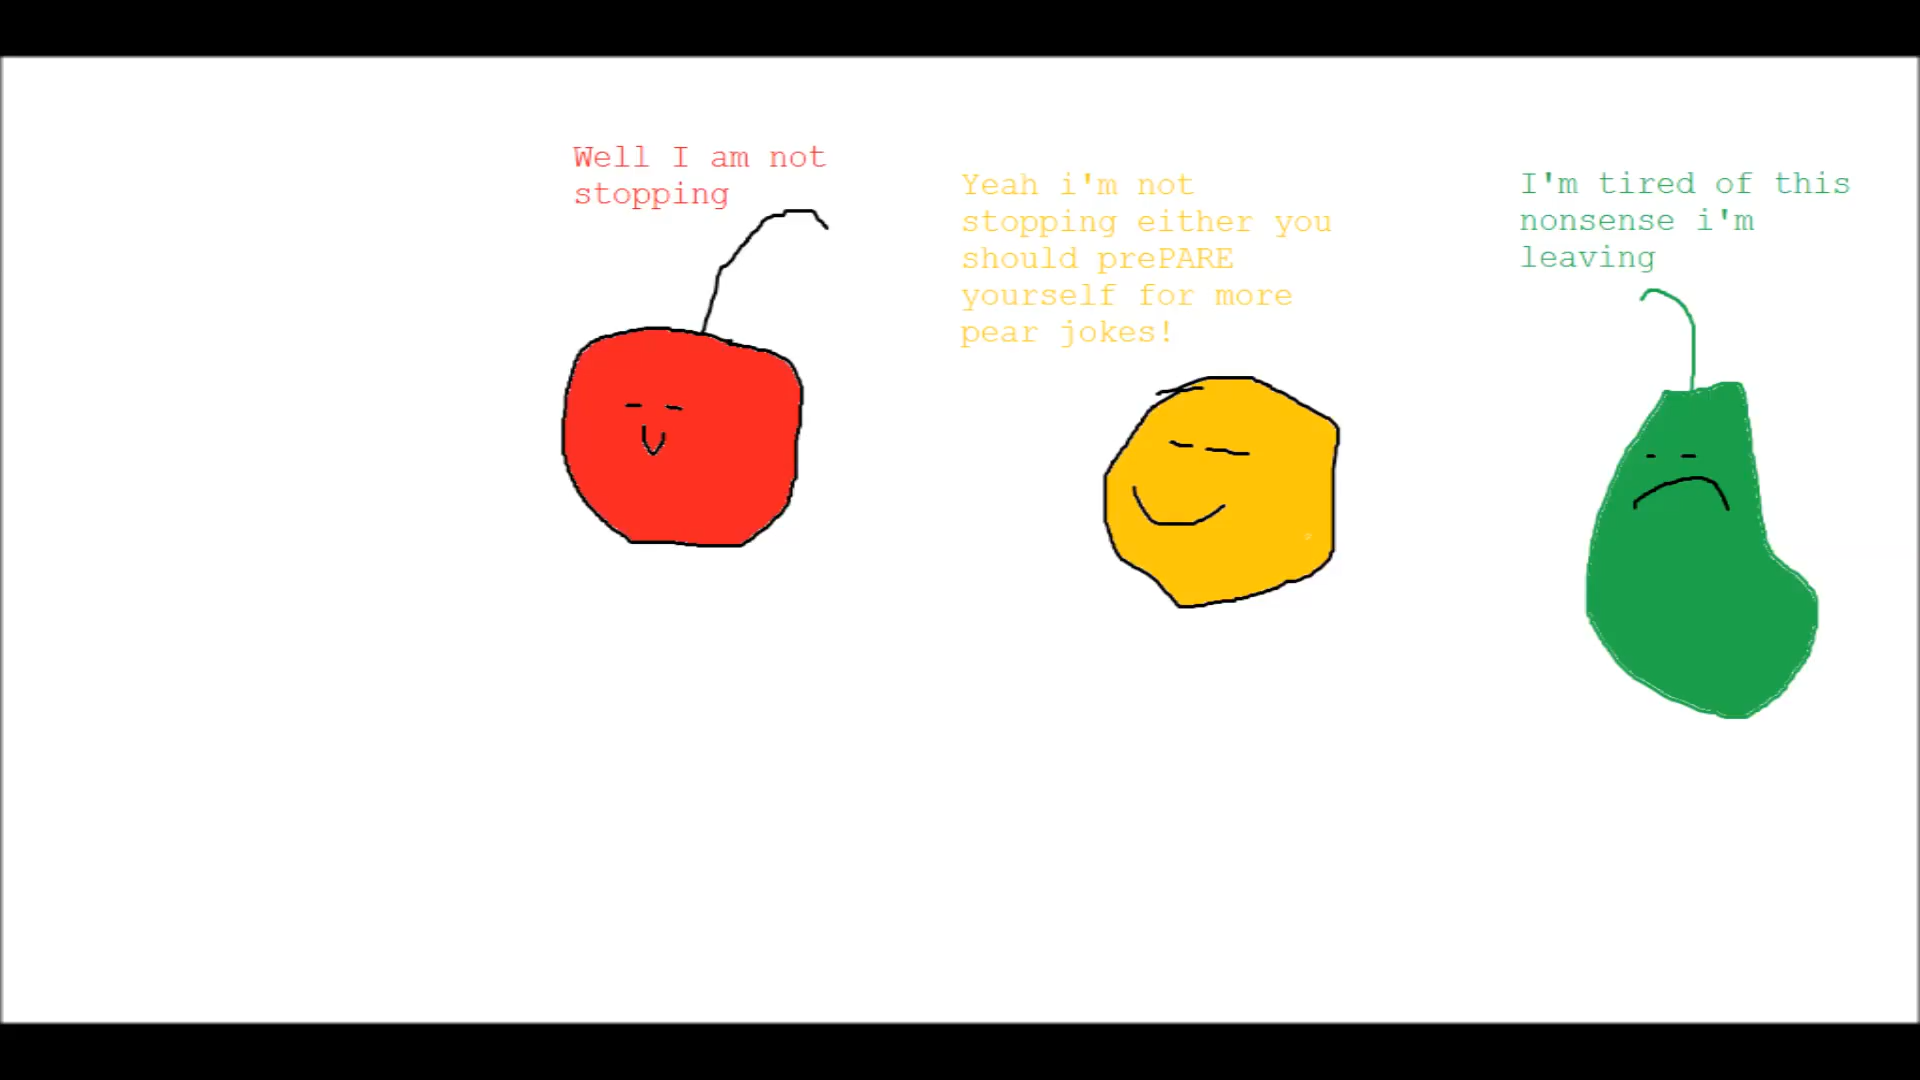 Well I am not
stopping
Yeah i'm not
stopping either you
should prePARE
yourself for more
pear jokes!
I'm tired of this
nonsense i'm
leaving